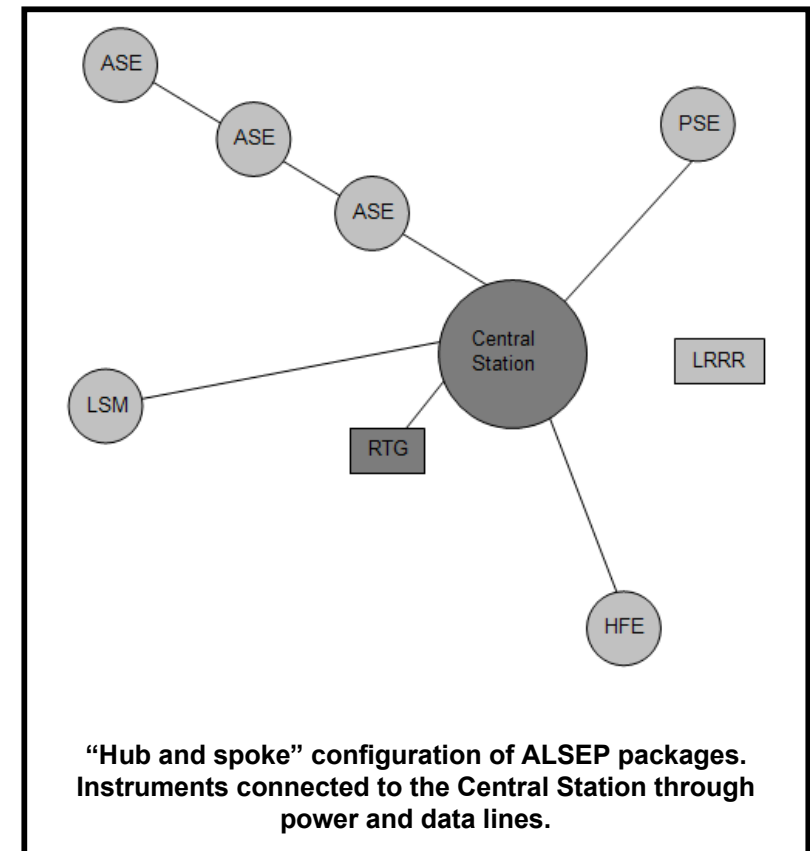 ASE
ASE
PSE
ASE
Central
Station
LRRR
LSM
RTG
HFE
“Hub and spoke” configuration of ALSEP packages.
Instruments connected to the Central Station through
power and data lines.